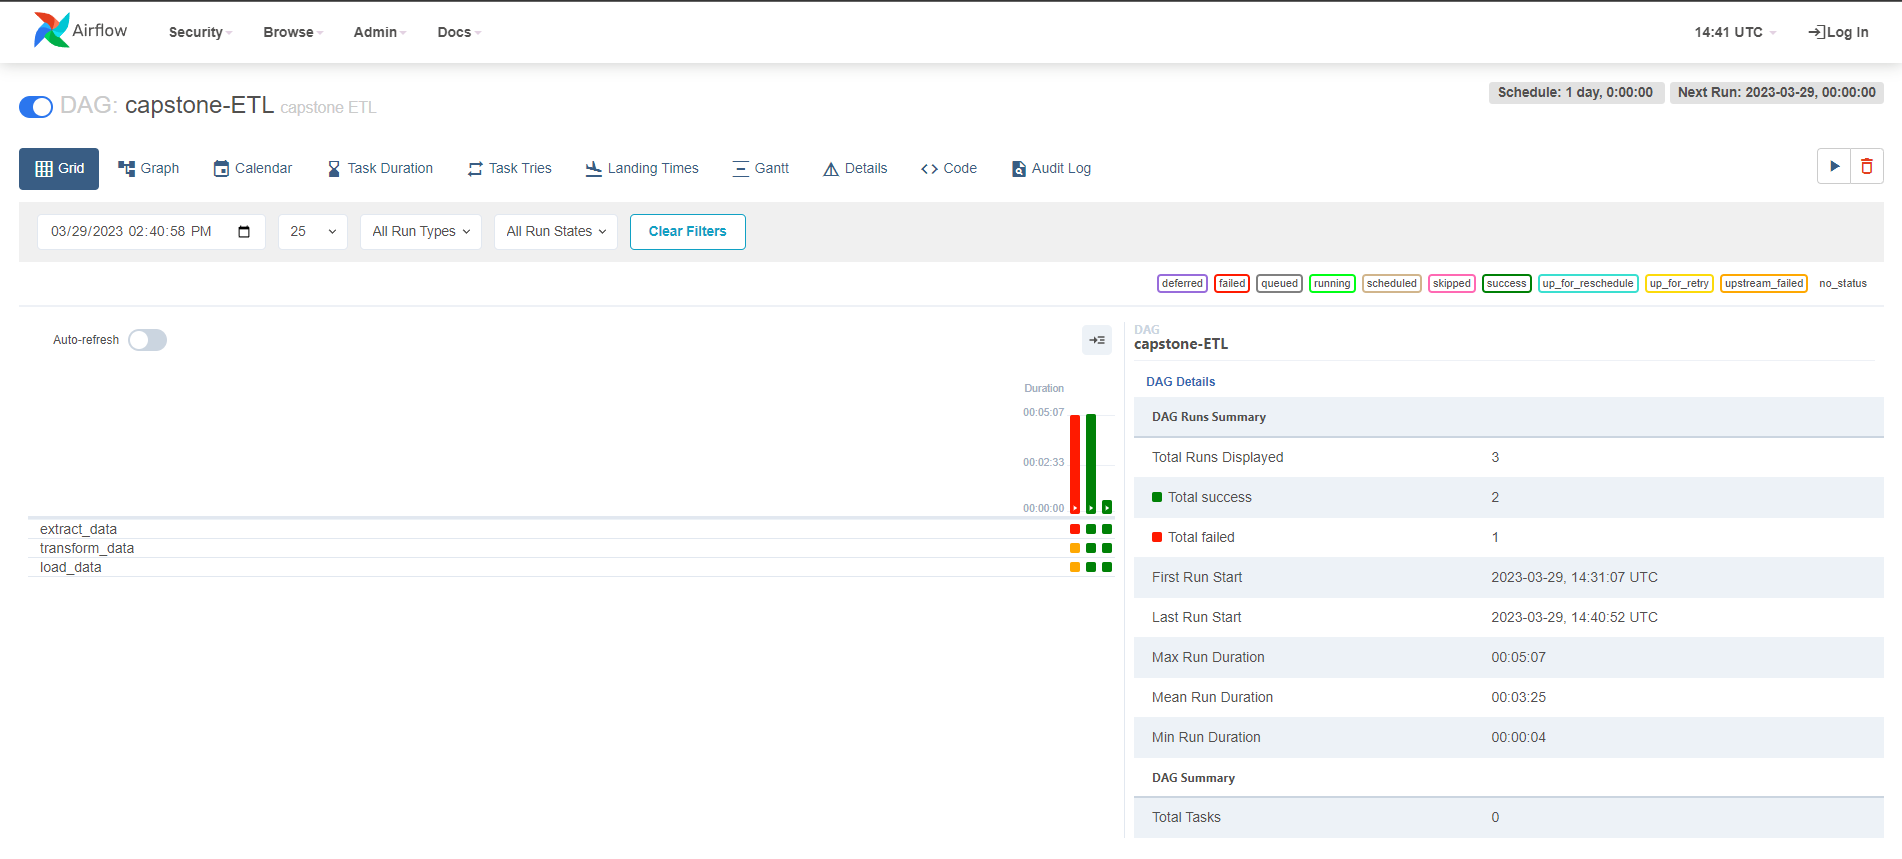 Airflow Security Browse Admin Docs 14:41 UTC Log In
DAG: capstone-ETL capstone ETL Schedule: 1 day, 0:00:00 Next Run: 2023-03-29, 00:00:00
Grid Graph Calendar Task Duration Task Tries Landing Times Gantt Details Code Audit Log
03/29/2023 02:40:58 PM 25 All Run Types All Run States Clear Filters
deferred failed queued running scheduled skipped success up_for_reschedule up_for_retry upstream_failed no_status
Auto-refresh
Duration
00:05:07
00:02:33
00:00:00
extract_data
transform_data
load_data
DAG
capstone-ETL
DAG Details
DAG Runs Summary
Total Runs Displayed 3
Total success 2
Total failed 1
First Run Start 2023-03-29, 14:31:07 UTC
Last Run Start 2023-03-29, 14:40:52 UTC
Max Run Duration 00:05:07
Mean Run Duration 00:03:25
Min Run Duration 00:00:04
DAG Summary
Total Tasks 0